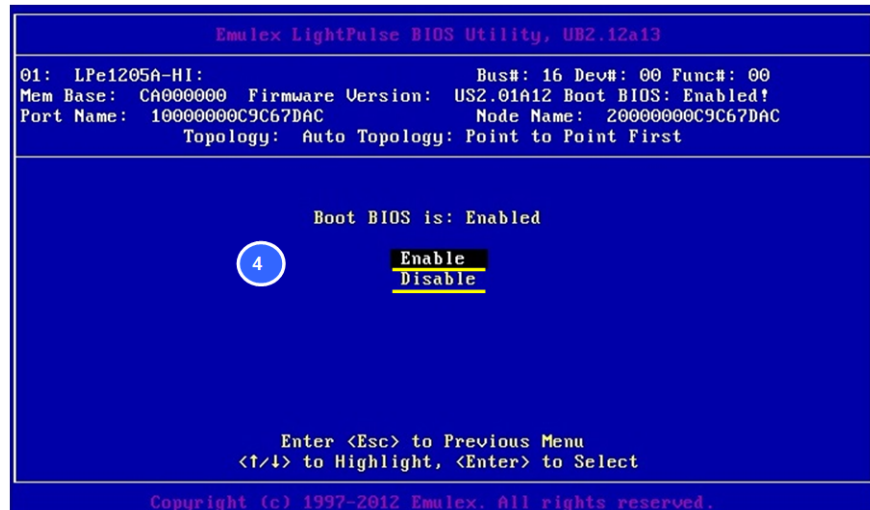 Emulex LightPulse BIOS Utility, UB2.12a13
01: LPe1205A-HI: Bus#: 16 Dev#: 00 Func#: 00
Mem Base: CA000000 Firmware Version: US2.01A12 Boot BIOS: Enabled!
Port Name: 10000000C9C67DAC Node Name: 20000000C9C67DAC
Topology: Auto Topology: Point to Point First
Boot BIOS is: Enabled
4
Enable
Disable
Enter <Esc> to Previous Menu
<↑/↓> to Highlight, <Enter> to Select
Copyright (c) 1997-2012 Emulex. All rights reserved.